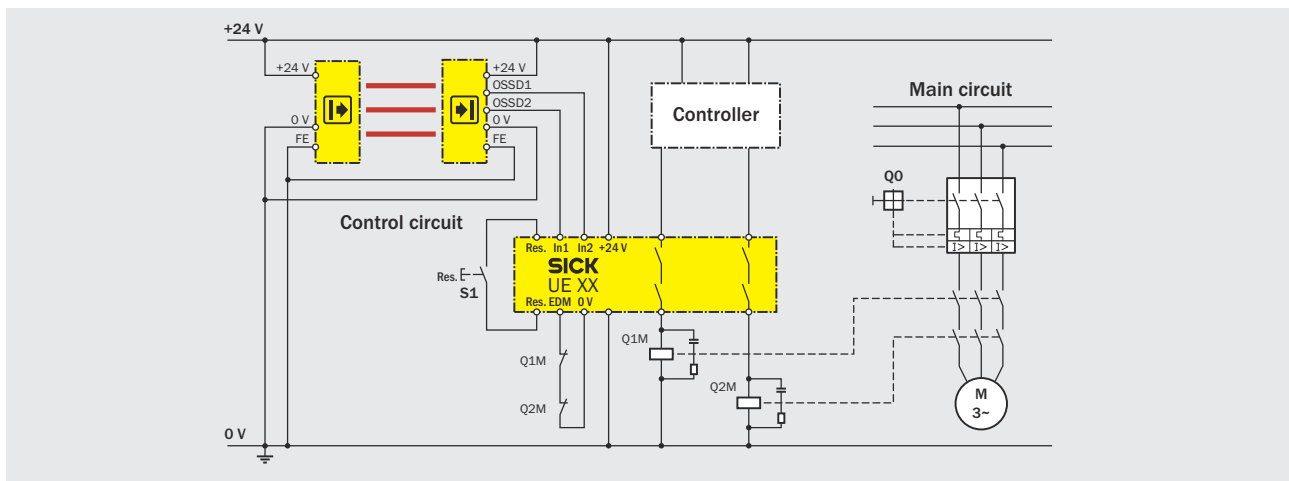 +24 V
+24 V
+24 V
OSSD1
OSSD2
0 V
0 V
FE
FE
Controller
Main circuit
Q0
Control circuit
Res. In1 In2 +24 V
SICK
UE XX
Res.
S1
Res. EDM 0 V
I> I> I>
Q1M
Q1M
Q2M
Q2M
M
3~
0 V